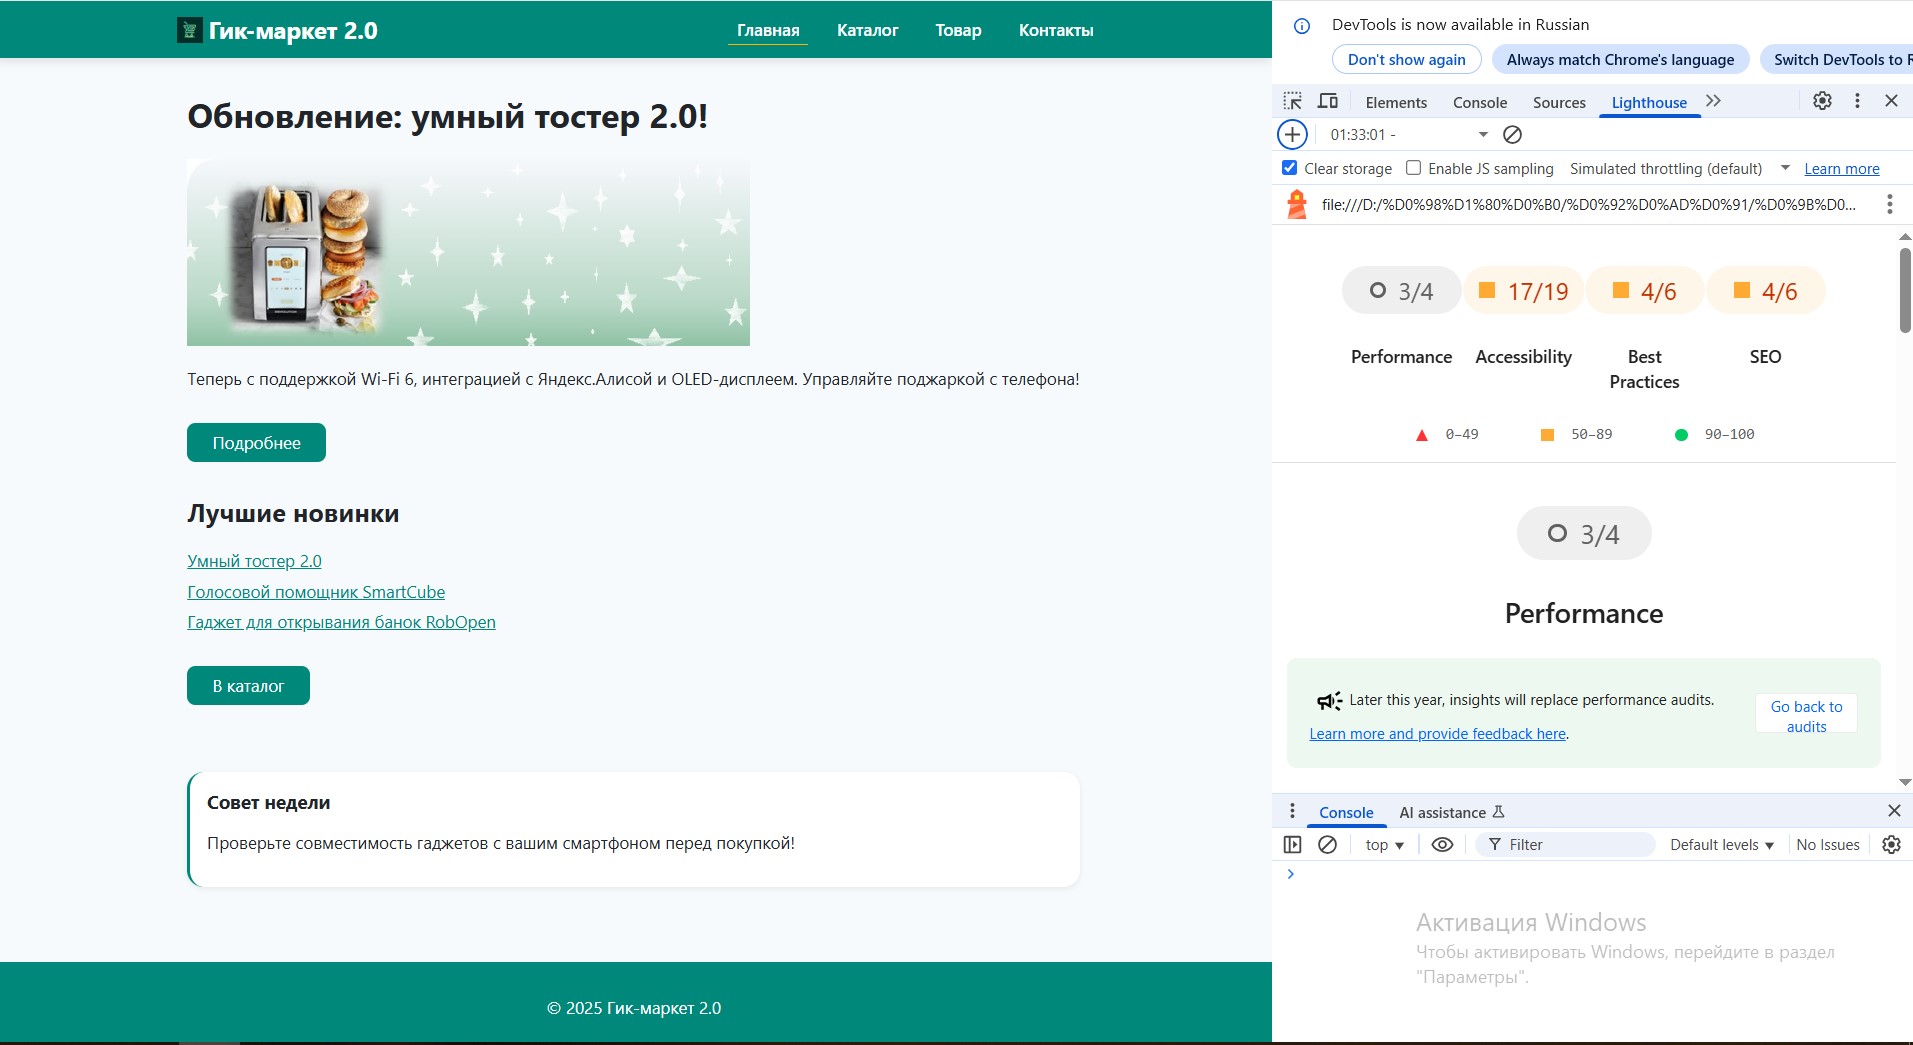 Гик-маркет 2.0
Главная Каталог Товар Контакты
Обновление: умный тостер 2.0!
Теперь с поддержкой Wi-Fi 6, интеграцией с Яндекс.Алисой и OLED-дисплеем. Управляйте поджаркой с телефона!
Подробнее
Лучшие новинки
Умный тостер 2.0
Голосовой помощник SmartCube
Гаджет для открывания банок RobOpen
В каталог
Совет недели
Проверьте совместимость гаджетов с вашим смартфоном перед покупкой!
© 2025 Гик-маркет 2.0
DevTools is now available in Russian
Don't show again Always match Chrome's language Switch DevTools to R
Elements Console Sources Lighthouse
01:33:01 -
Clear storage Enable JS sampling Simulated throttling (default) Learn more
file:///D:/%D0%98%D1%80%D0%B0/%D0%92%D0%AD%D0%91/%D0%9B%D0...
3/4 17/19 4/6 4/6
Performance Accessibility Best Practices SEO
0–49 50–89 90–100
3/4
Performance
Later this year, insights will replace performance audits.
Learn more and provide feedback here.
Go back to
audits
Console AI assistance
top Filter Default levels No Issues
Активация Windows
Чтобы активировать Windows, перейдите в раздел
"Параметры".